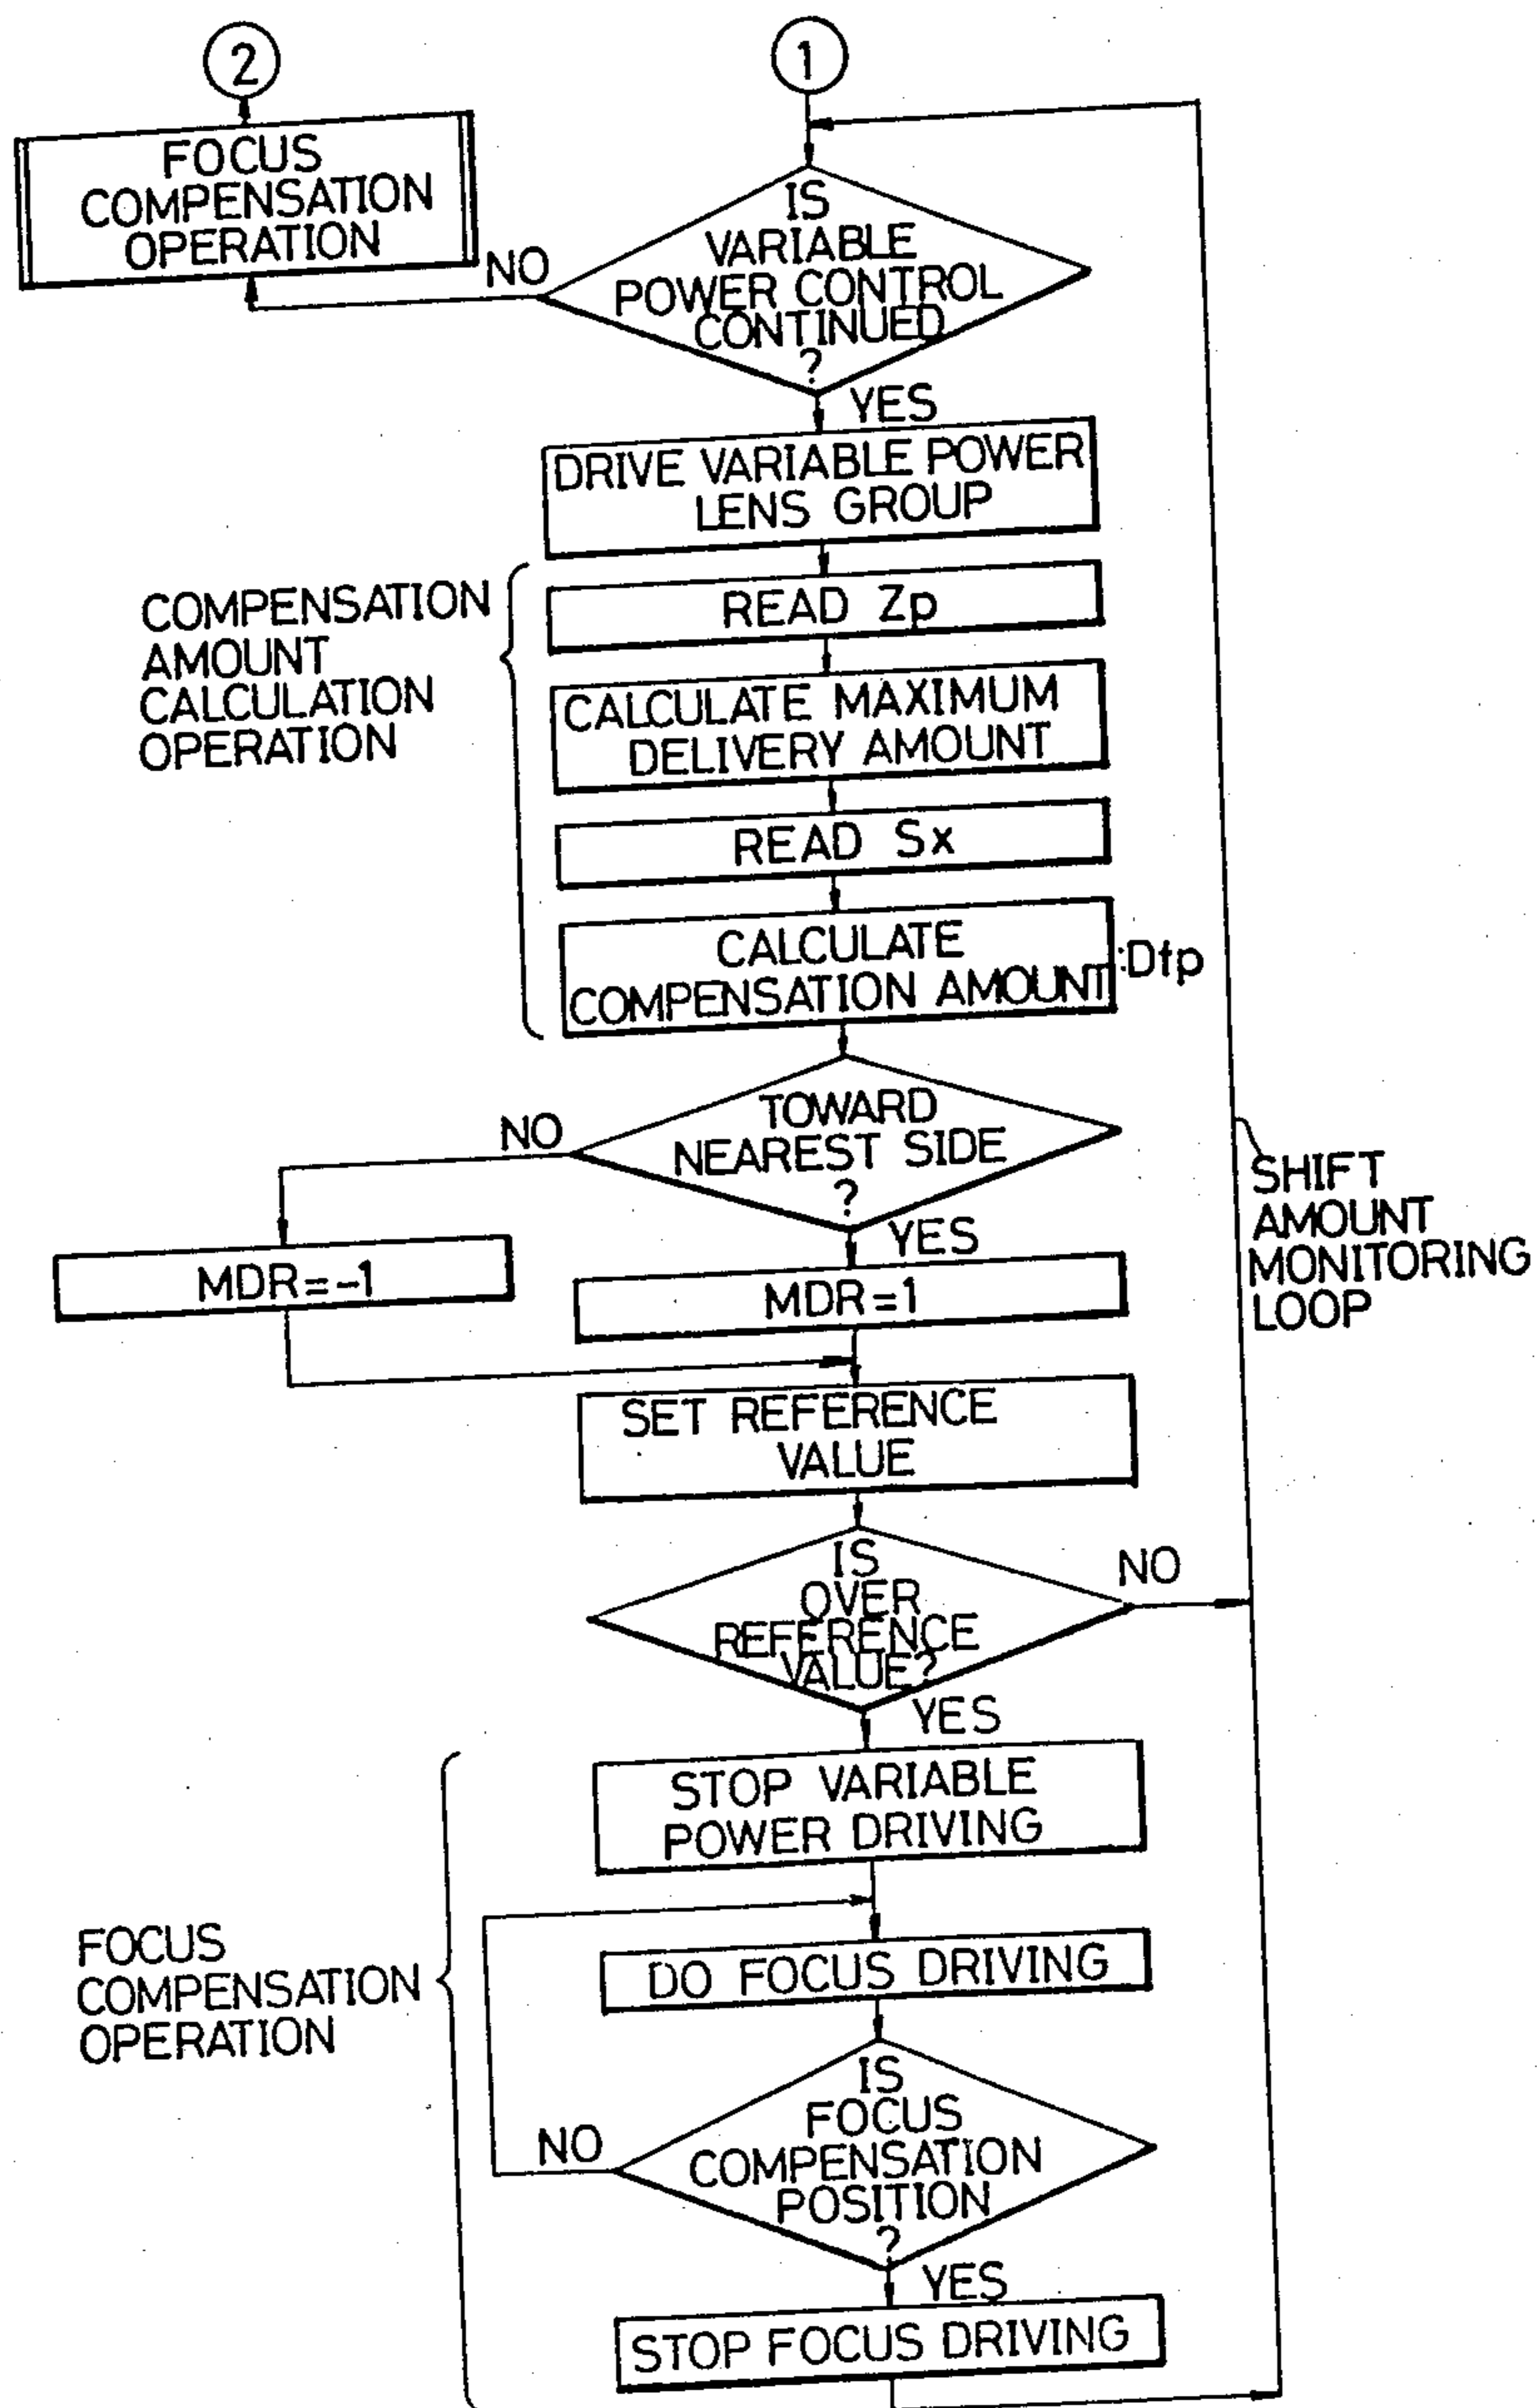 2
1
FOCUS
COMPENSATION
OPERATION
NO
IS
VARIABLE
POWER CONTROL
CONTINUED
?
YES
DRIVE VARIABLE POWER
LENS GROUP
COMPENSATION
AMOUNT
CALCULATION
OPERATION
READ Zp
CALCULATE MAXIMUM
DELIVERY AMOUNT
READ Sx
CALCULATE
COMPENSATION AMOUNT
:Dfp
TOWARD
NEAREST SIDE
?
NO
YES
SHIFT
AMOUNT
MONITORING
LOOP
MDR=-1
MDR=1
SET REFERENCE
VALUE
IS
OVER
REFERENCE
VALUE?
NO
YES
STOP VARIABLE
POWER DRIVING
FOCUS
COMPENSATION
OPERATION
DO FOCUS DRIVING
IS
FOCUS
COMPENSATION
POSITION
?
NO
YES
STOP FOCUS DRIVING